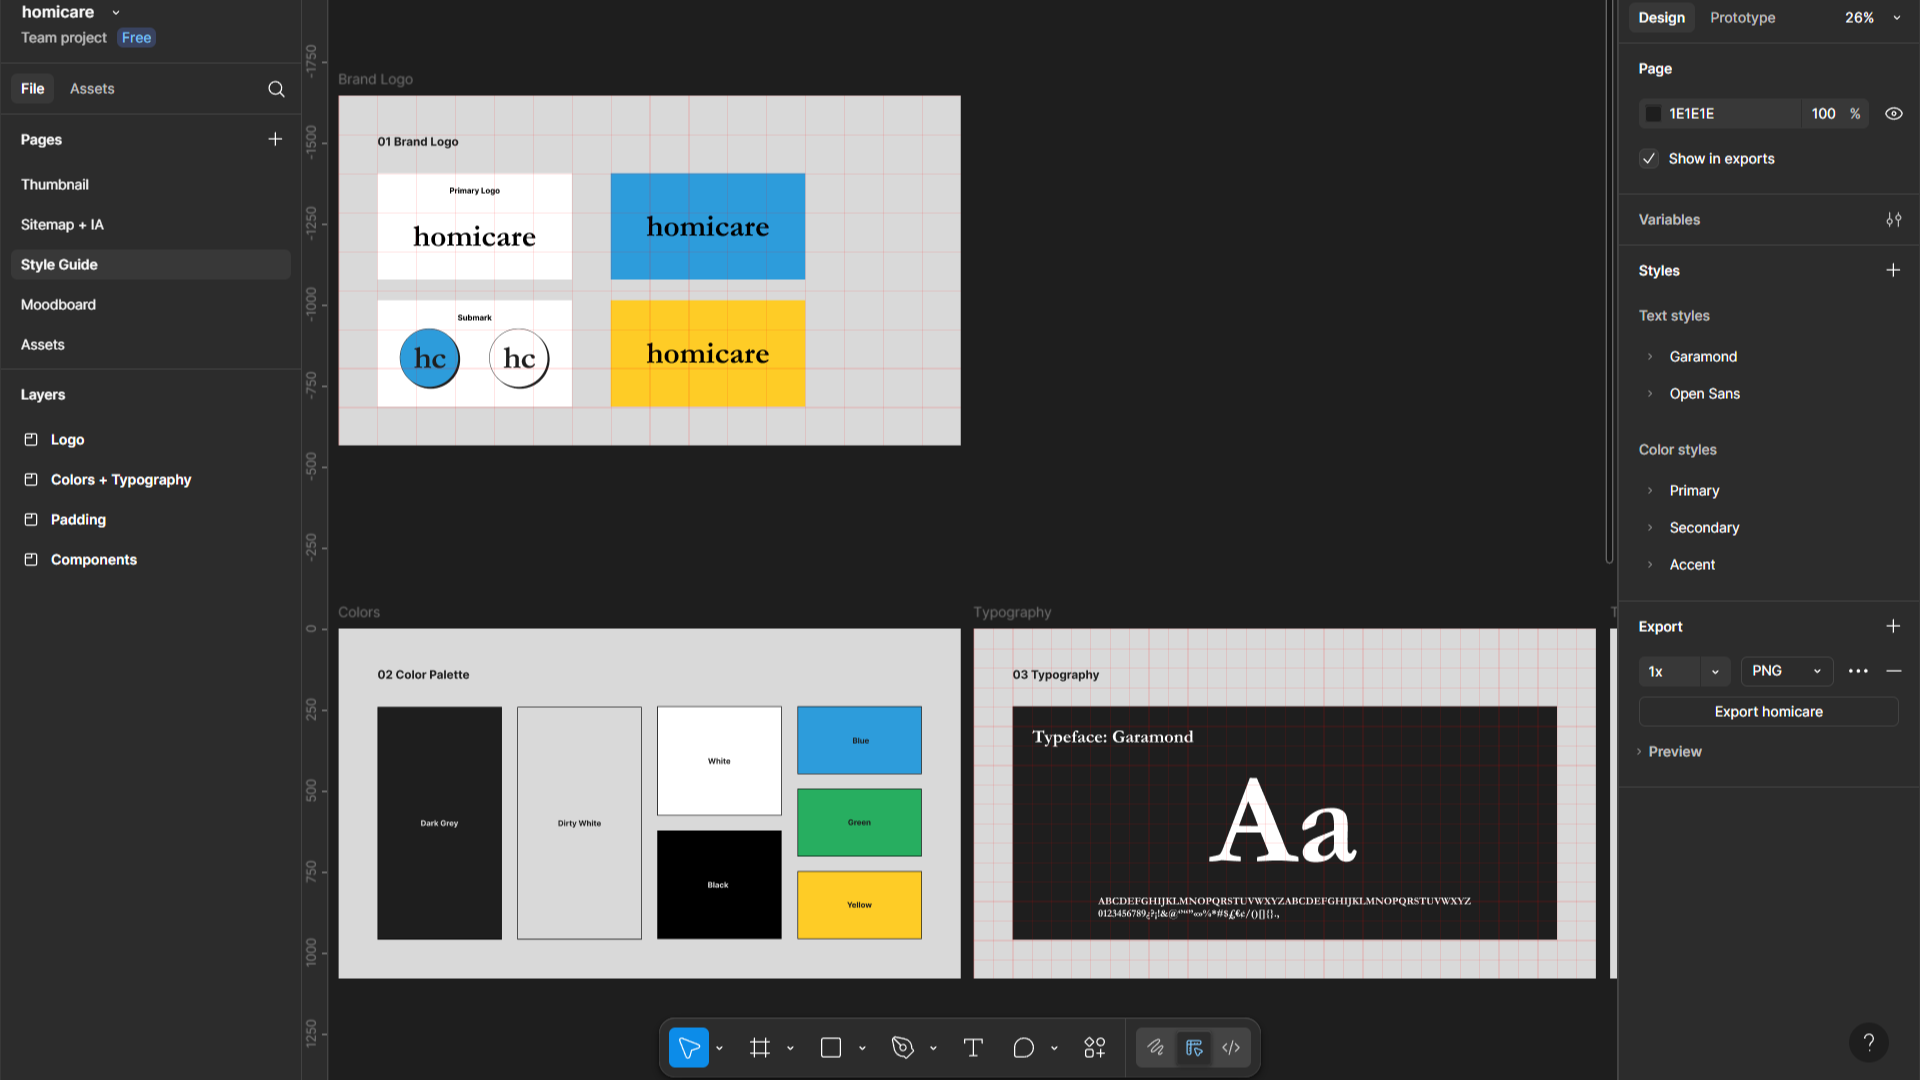 homicare
Team project Free
File Assets
Pages
Thumbnail
Sitemap + IA
Style Guide
Moodboard
Assets
Layers
Logo
Colors + Typography
Padding
Components
-1750
-1500
-1250
-1000
-750
-500
-250
0
250
500
750
1000
1250
Brand Logo
01 Brand Logo
Primary Logo
homicare
homicare
Submark
hc
hc
homicare
Colors
02 Color Palette
Dark Grey
Dirty White
White
Black
Blue
Green
Yellow
Typography
03 Typography
Typeface: Garamond
Aa
ABCDEFGHIJKLMNOPQRSTUVWXYZABCDEFGHIJKLMNOPQRSTUVWXYZ
T
Design Prototype 26%
Page
1E1E1E 100 %
Show in exports
Variables
Styles
Text styles
Garamond
Open Sans
Color styles
Primary
Secondary
Accent
Export
1x PNG
Export homicare
Preview
?